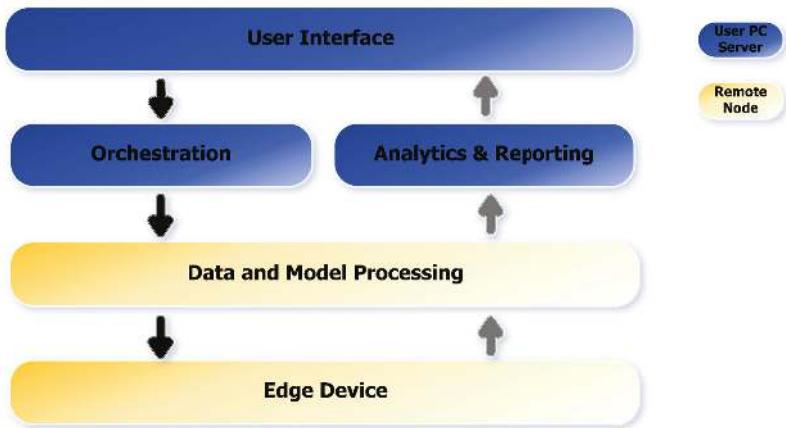 User Interface
User PC
Server
Remote
Node
Orchestration
Analytics & Reporting
Data and Model Processing
Edge Device